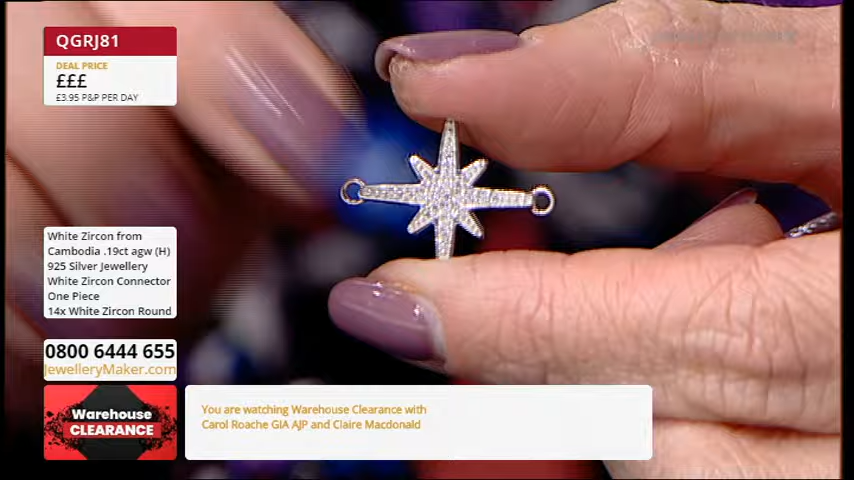 QGRJ81
DEAL PRICE
£££
£3.95 P&P PER DAY
White Zircon from
Cambodia .19ct agw (H)
925 Silver Jewellery
White Zircon Connector
One Piece
14x White Zircon Round
0800 6444 655
JewelleryMaker.com
Warehouse
CLEARANCE
You are watching Warehouse Clearance with
Carol Roache GIA AJP and Claire Macdonald